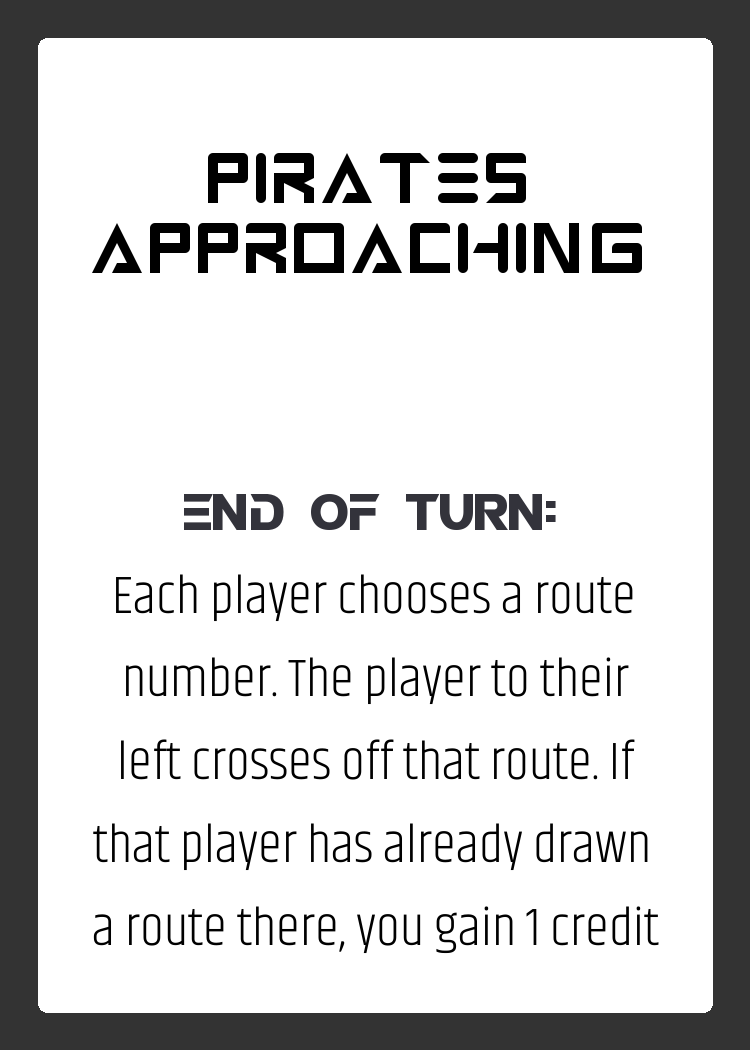 PIRATES
APPROACHING
END OF TURN:
Each player chooses a route
number. The player to their
left crosses off that route. If
that player has already drawn
a route there, you gain 1 credit